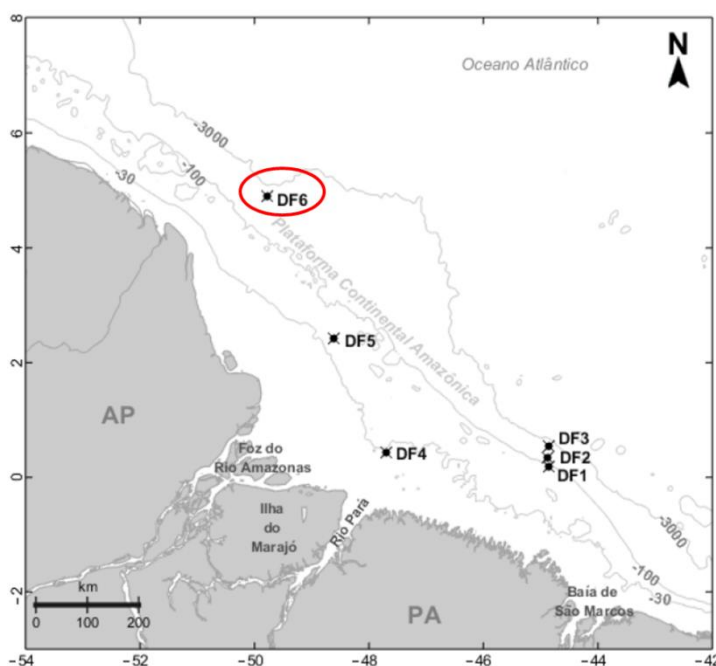 8
N
Oceano Atlântico
-3000
6
-100
-30
DF6
4
Plataforma Continental Amazônica
DF5
2
AP
DF3
Fóz do
Rio Amazonas
DF4
DF2
DF1
0
Ilha
do
Marajó
Rio Pará
-3000
-100
km
Baía de
-30
São Marcos
-2
0 100 200
PA
-54 -52 -50 -48 -46 -44 -42